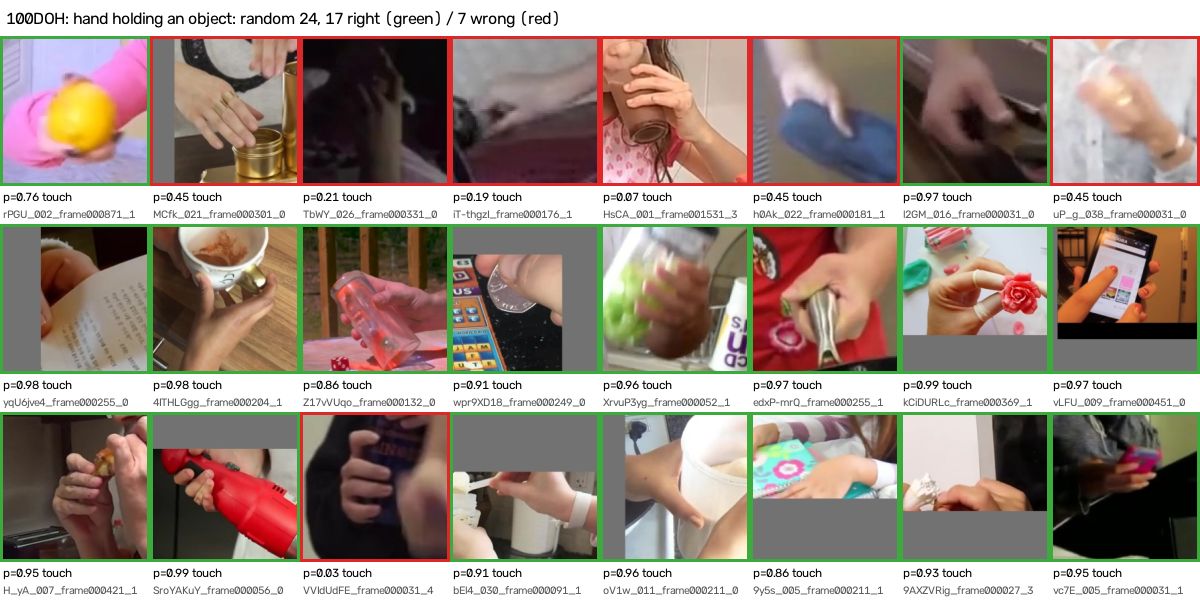 100DOH: hand holding an object: random 24, 17 right (green) / 7 wrong (red)
p=0.76 touch
rPGU_002_frame000871_1
p=0.45 touch
MCfk_021_frame000301_0
p=0.21 touch
TbWY_026_frame000331_0
p=0.19 touch
iT-thgzI_frame000176_1
p=0.07 touch
HsCA_001_frame001531_3
p=0.45 touch
h0Ak_022_frame000181_1
p=0.97 touch
l2GM_016_frame000031_0
p=0.45 touch
uP_g_038_frame000031_0
p=0.98 touch
yqU6jve4_frame000255_0
p=0.98 touch
4lTHLGgg_frame000204_1
p=0.86 touch
Z17vVUqo_frame000132_0
p=0.91 touch
wpr9XD18_frame000249_0
p=0.96 touch
XrvuP3yg_frame000052_1
p=0.97 touch
edxP-mrQ_frame000255_1
p=0.99 touch
kCiDURLc_frame000369_1
p=0.97 touch
vLFU_009_frame000451_0
p=0.95 touch
H_yA_007_frame000421_1
p=0.99 touch
SroYAKuY_frame000056_0
p=0.03 touch
VVldUdFE_frame000031_4
p=0.91 touch
bEl4_030_frame000091_1
p=0.96 touch
oV1w_011_frame000211_0
p=0.86 touch
9y5s_005_frame000211_1
p=0.93 touch
9AXZVRig_frame000027_3
p=0.95 touch
vc7E_005_frame000031_1